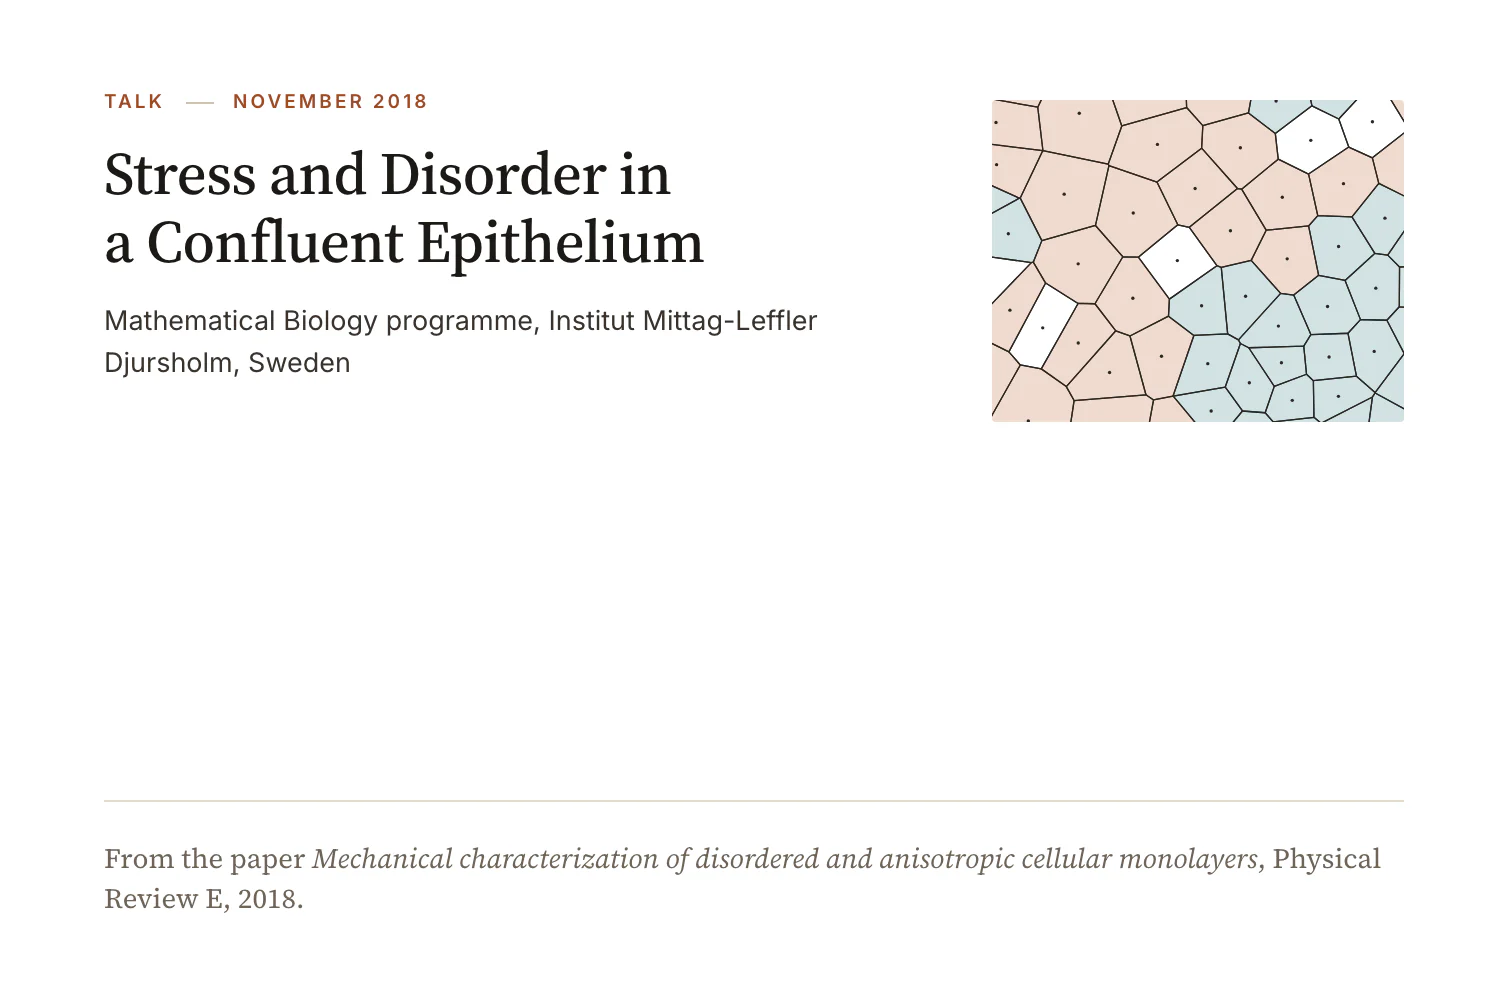 TALK — NOVEMBER 2018
Stress and Disorder in
a Confluent Epithelium
Mathematical Biology programme, Institut Mittag-Leffler
Djursholm, Sweden
From the paper Mechanical characterization of disordered and anisotropic cellular monolayers, Physical
Review E, 2018.